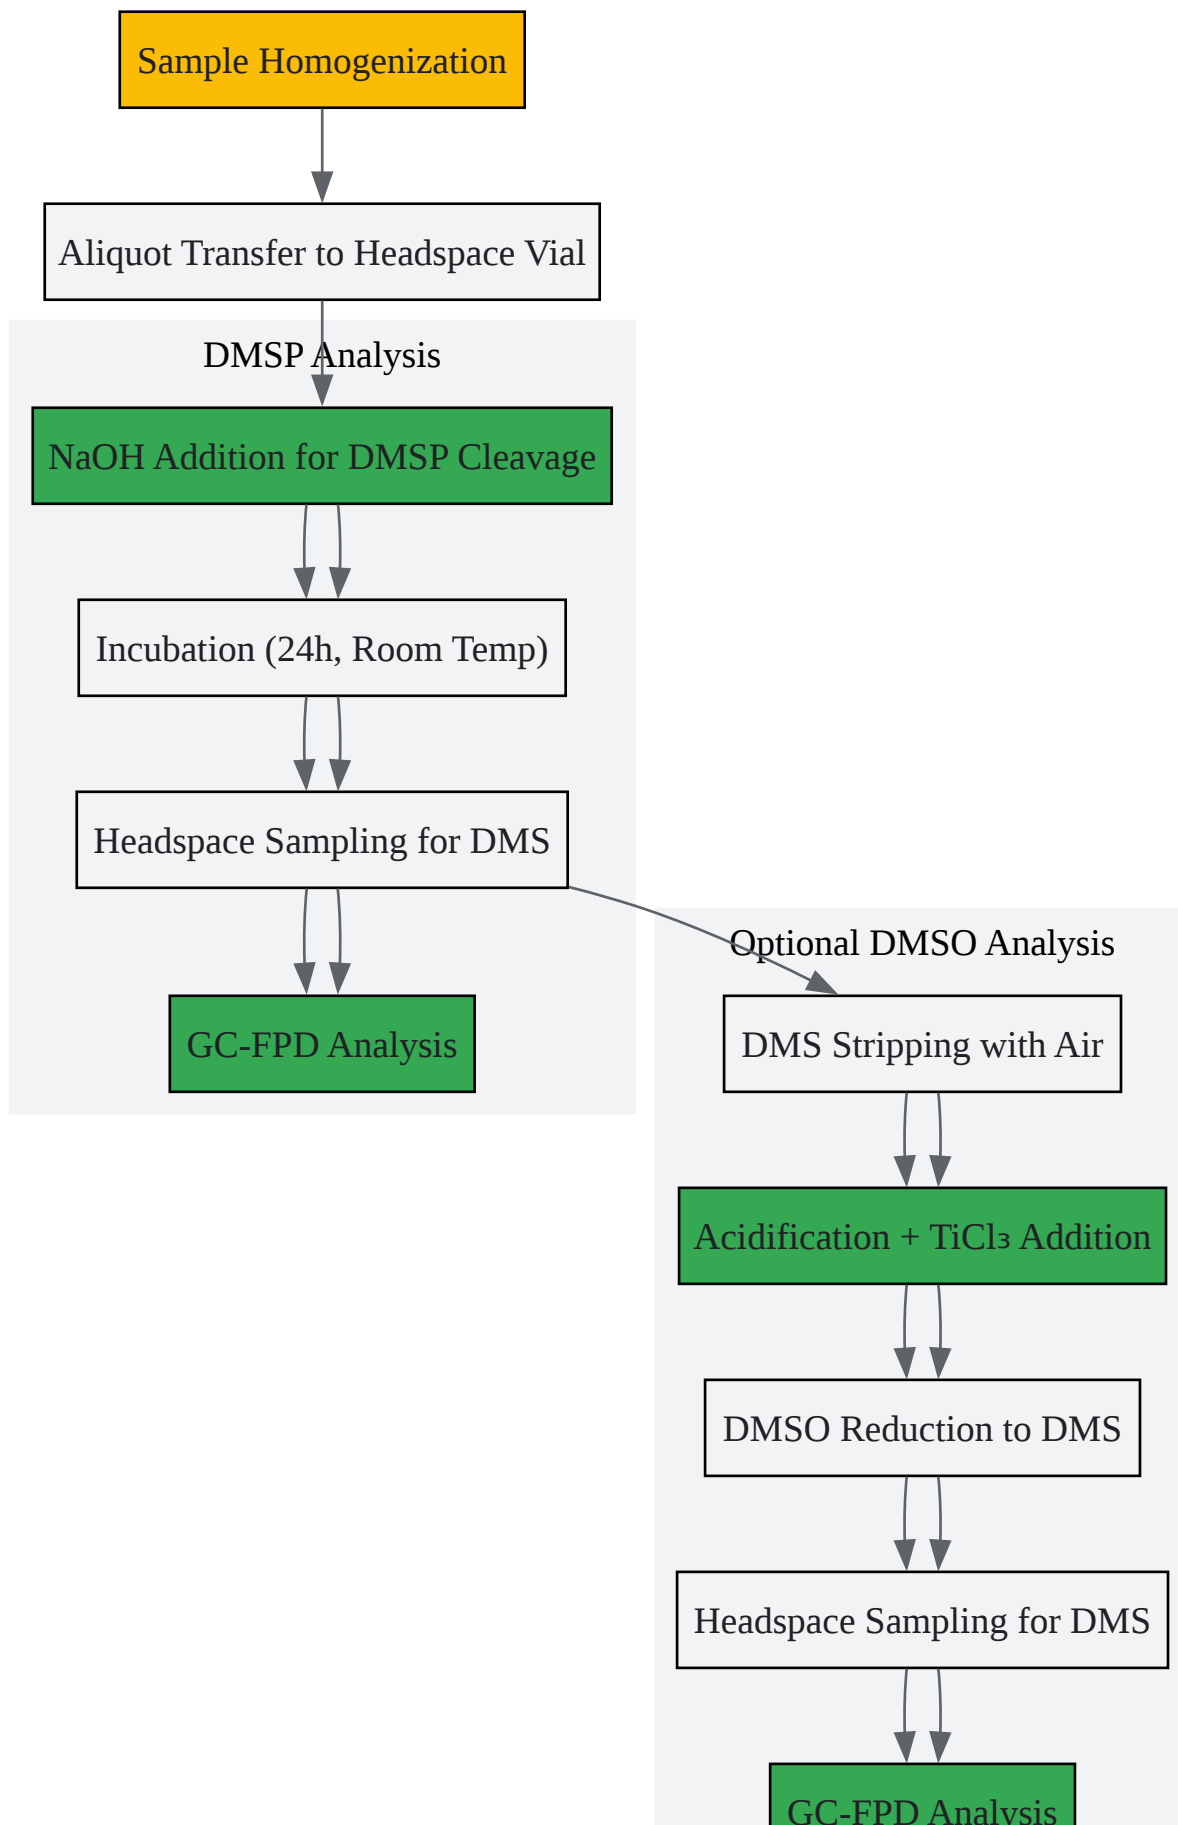 Sample Homogenization
Aliquot Transfer to Headspace Vial
DMSP Analysis
NaOH Addition for DMSP Cleavage
Incubation (24h, Room Temp)
Headspace Sampling for DMS
GC-FPD Analysis
Optional DMSO Analysis
DMS Stripping with Air
Acidification + TiCl₃ Addition
DMSO Reduction to DMS
Headspace Sampling for DMS
GC-FPD Analysis